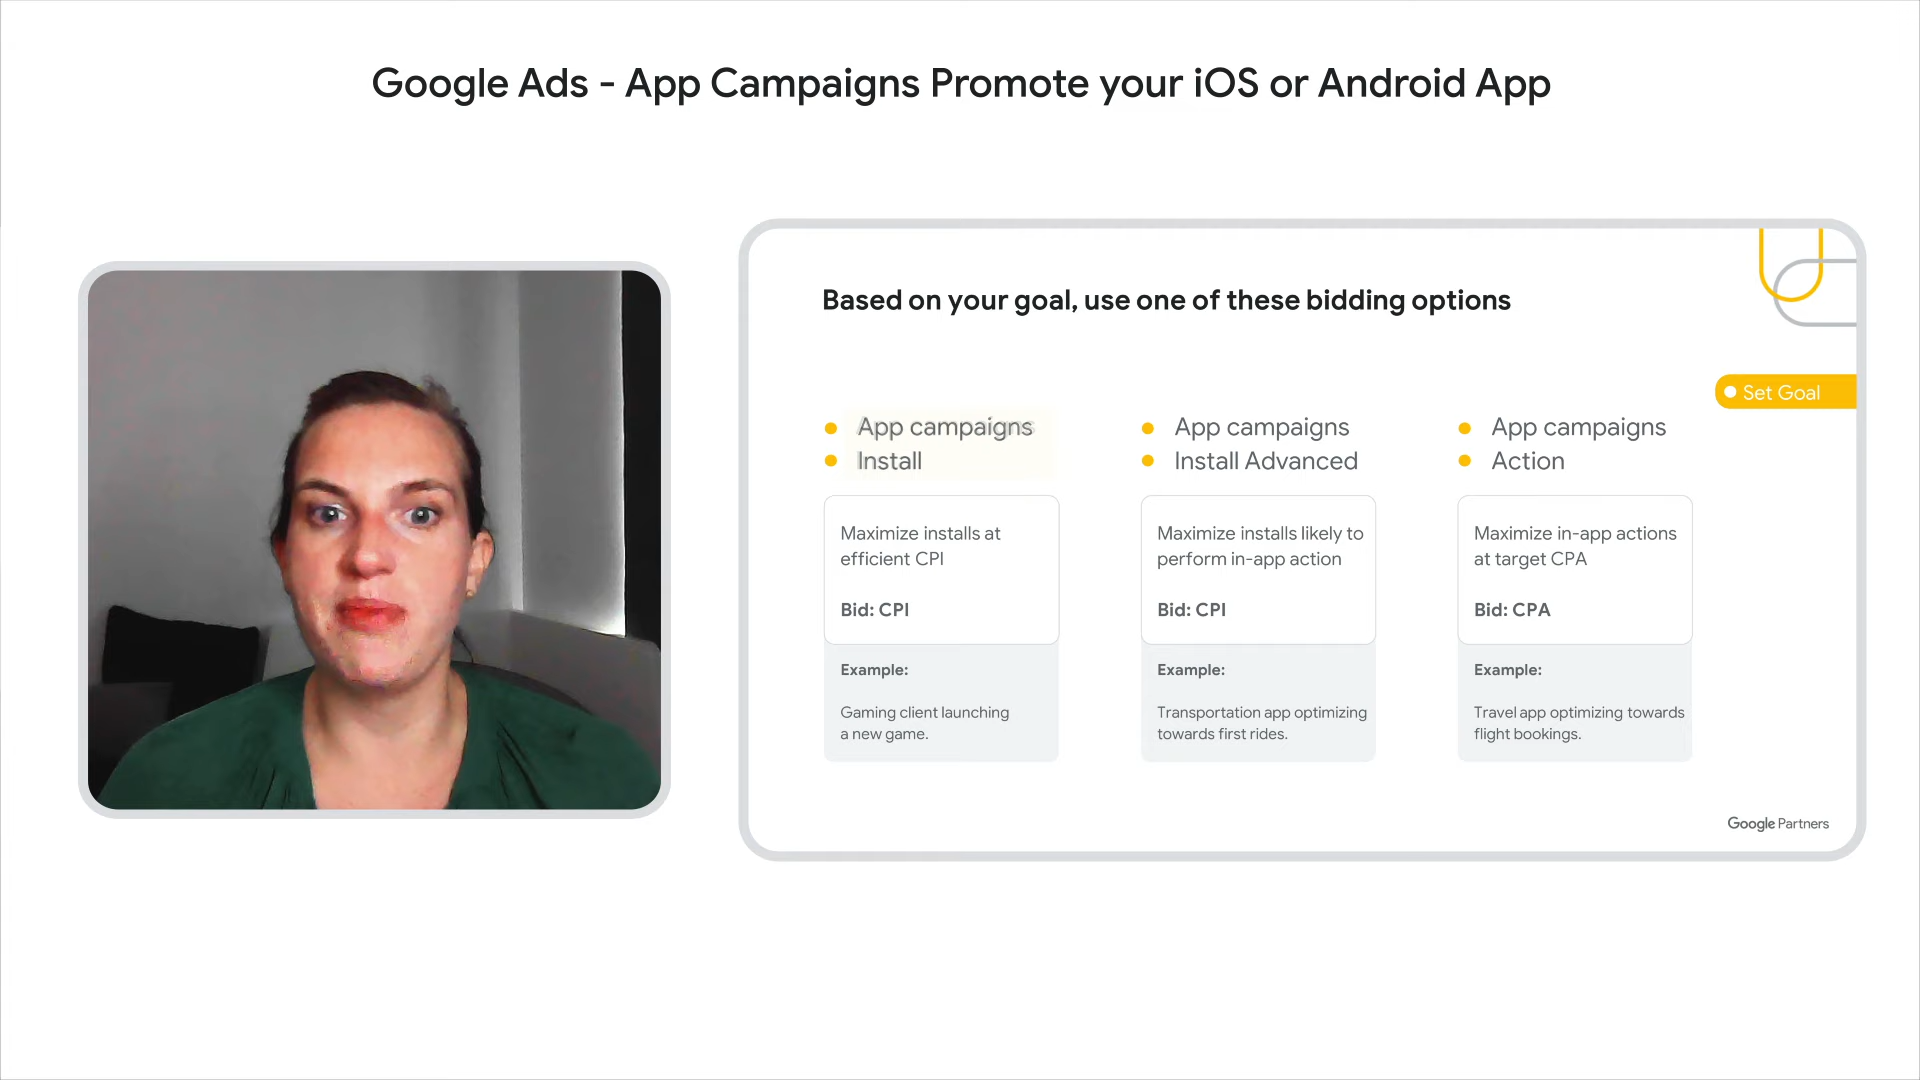 Google Ads - App Campaigns Promote your iOS or Android App
Based on your goal, use one of these bidding options
Set Goal
App campaigns
Install
Maximize installs at
efficient CPI
Bid: CPI
Example:
Gaming client launching
a new game.
App campaigns
Install Advanced
Maximize installs likely to
perform in-app action
Bid: CPI
Example:
Transportation app optimizing
towards first rides.
App campaigns
Action
Maximize in-app actions
at target CPA
Bid: CPA
Example:
Travel app optimizing towards
flight bookings.
Google Partners